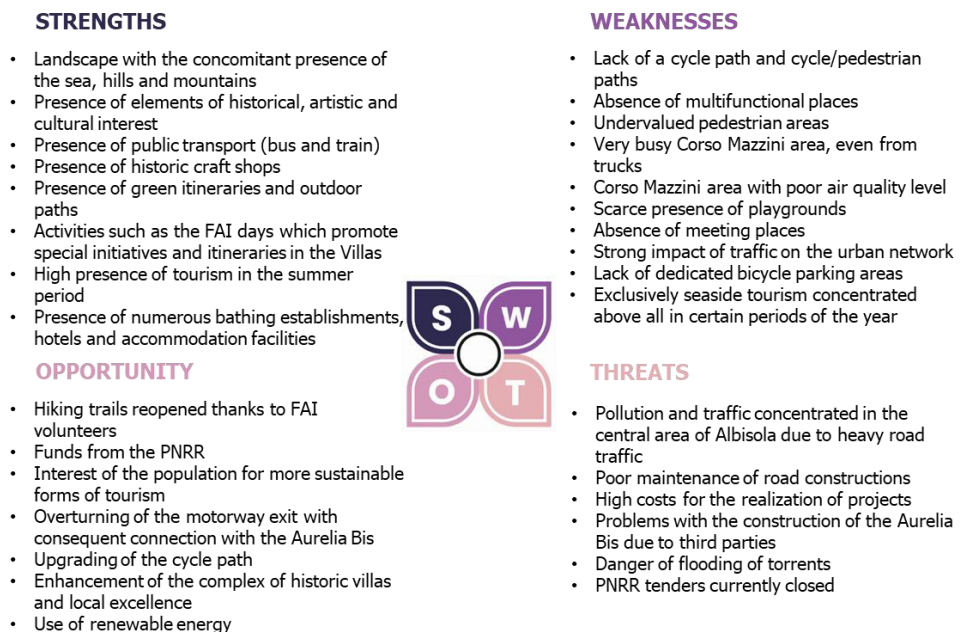 STRENGTHS
• Landscape with the concomitant presence of
the sea, hills and mountains
• Presence of elements of historical, artistic and
cultural interest
• Presence of public transport (bus and train)
• Presence of historic craft shops
• Presence of green itineraries and outdoor
paths
• Activities such as the FAI days which promote
special initiatives and itineraries in the Villas
• High presence of tourism in the summer
period
• Presence of numerous bathing establishments,
hotels and accommodation facilities
WEAKNESSES
• Lack of a cycle path and cycle/pedestrian
paths
• Absence of multifunctional places
• Undervalued pedestrian areas
• Very busy Corso Mazzini area, even from
trucks
• Corso Mazzini area with poor air quality level
• Scarce presence of playgrounds
• Absence of meeting places
• Strong impact of traffic on the urban network
• Lack of dedicated bicycle parking areas
• Exclusively seaside tourism concentrated
above all in certain periods of the year
S W
O T
OPPORTUNITY
• Hiking trails reopened thanks to FAI
volunteers
• Funds from the PNRR
• Interest of the population for more sustainable
forms of tourism
• Overturning of the motorway exit with
consequent connection with the Aurelia Bis
• Upgrading of the cycle path
• Enhancement of the complex of historic villas
and local excellence
• Use of renewable energy
THREATS
• Pollution and traffic concentrated in the
central area of Albisola due to heavy road
traffic
• Poor maintenance of road constructions
• High costs for the realization of projects
• Problems with the construction of the Aurelia
Bis due to third parties
• Danger of flooding of torrents
• PNRR tenders currently closed